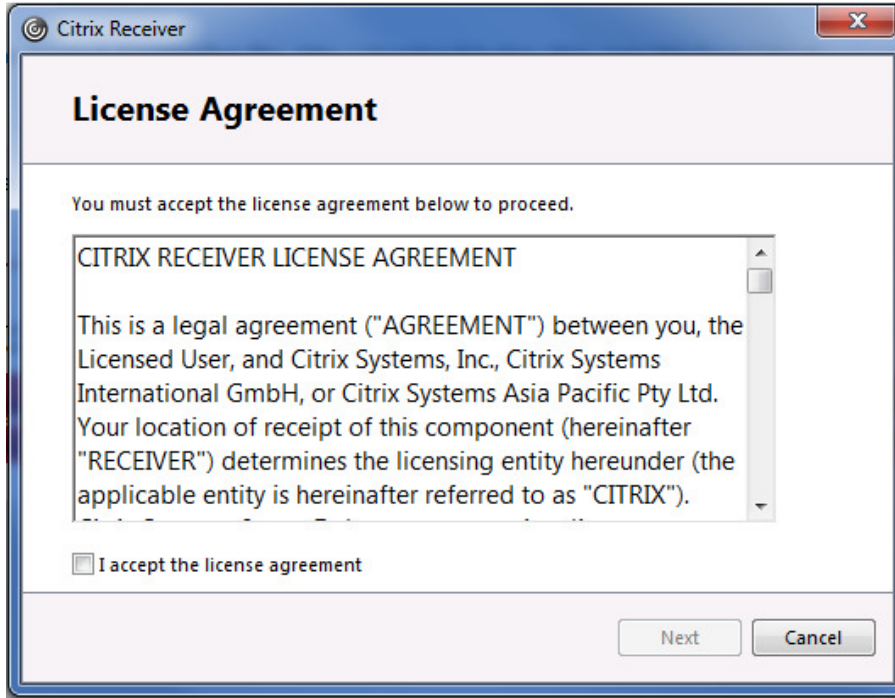 Citrix Receiver
License Agreement
You must accept the license agreement below to proceed.
CITRIX RECEIVER LICENSE AGREEMENT
This is a legal agreement ("AGREEMENT") between you, the
Licensed User, and Citrix Systems, Inc., Citrix Systems
International GmbH, or Citrix Systems Asia Pacific Pty Ltd.
Your location of receipt of this component (hereinafter
"RECEIVER") determines the licensing entity hereunder (the
applicable entity is hereinafter referred to as "CITRIX").
I accept the license agreement
Next
Cancel